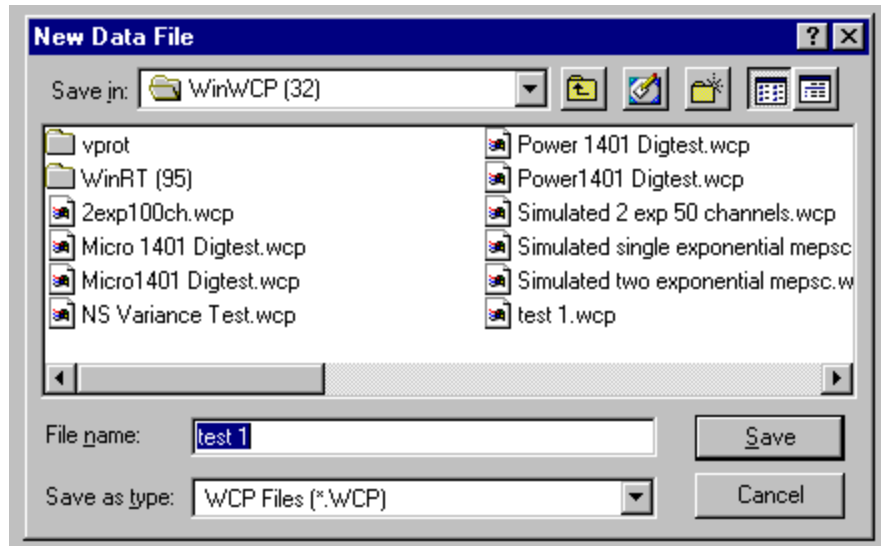 New Data File
Save in: WinWCP (32)
vprot
WinRT (95)
2exp100ch.wcp
Micro 1401 Digtest.wcp
Micro1401 Digtest.wcp
NS Variance Test.wcp
Power 1401 Digtest.wcp
Power1401 Digtest.wcp
Simulated 2 exp 50 channels.wcp
Simulated single exponential mepsc
Simulated two exponential mepsc.w
test 1.wcp
File name: test 1
Save
Save as type: WCP Files (*.WCP)
Cancel